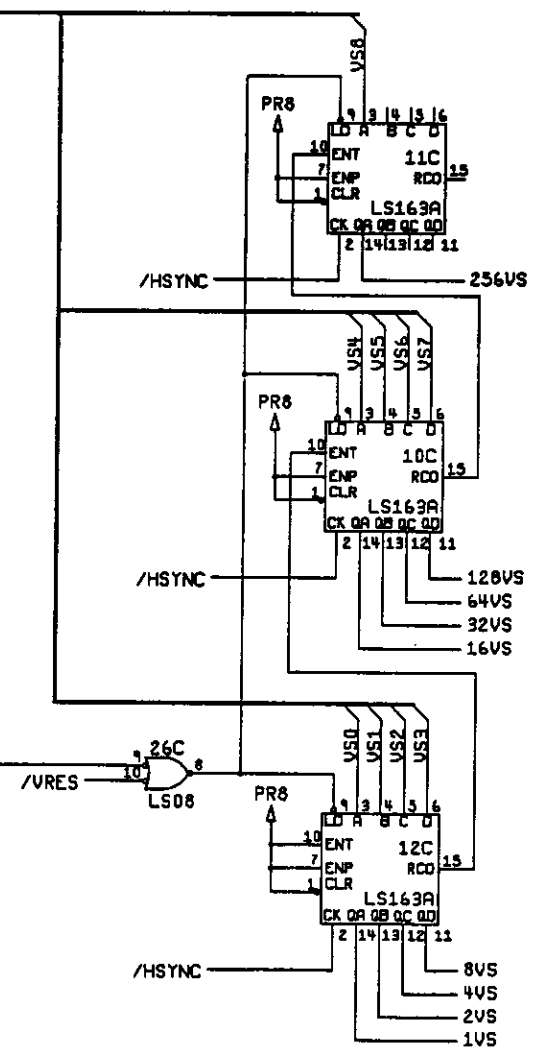 VS8
PR8
9 3 4 5 6
LD A B C D
10 ENT 11C
7 ENP RCO 15
1 CLR
LS163A
CK QA QB QC QD
2 14 13 12 11
/HSYNC
256VS
VS4 VS5 VS6 VS7
PR8
9 3 4 5 6
LD A B C D
10 ENT 10C
7 ENP RCO 15
1 CLR
LS163A
CK QA QB QC QD
2 14 13 12 11
/HSYNC
128VS
64VS
32VS
16VS
VS0 VS1 VS2 VS3
26C
9
10 8
/VRES
LS08
PR8
9 3 4 5 6
LD A B C D
10 ENT 12C
7 ENP RCO 15
1 CLR
LS163A
CK QA QB QC QD
2 14 13 12 11
/HSYNC
8VS
4VS
2VS
1VS